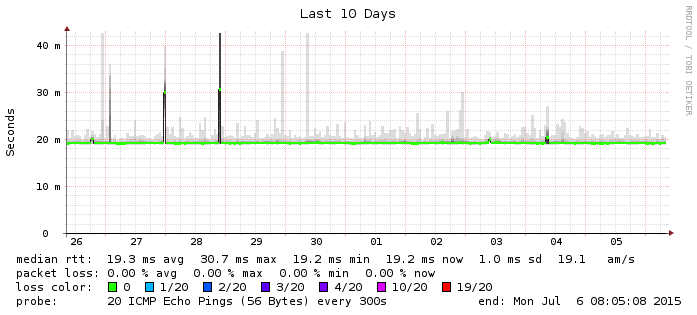 Last 10 Days
RRDTOOL / TOBI OETIKER
Seconds
40 m
30 m
20 m
10 m
0
26 27 28 29 30 01 02 03 04 05
median rtt: 19.3 ms avg 30.7 ms max 19.2 ms min 19.2 ms now 1.0 ms sd 19.1 am/s
packet loss: 0.00 % avg 0.00 % max 0.00 % min 0.00 % now
loss color: 0 1/20 2/20 3/20 4/20 10/20 19/20
probe: 20 ICMP Echo Pings (56 Bytes) every 300s end: Mon Jul 6 08:05:08 2015